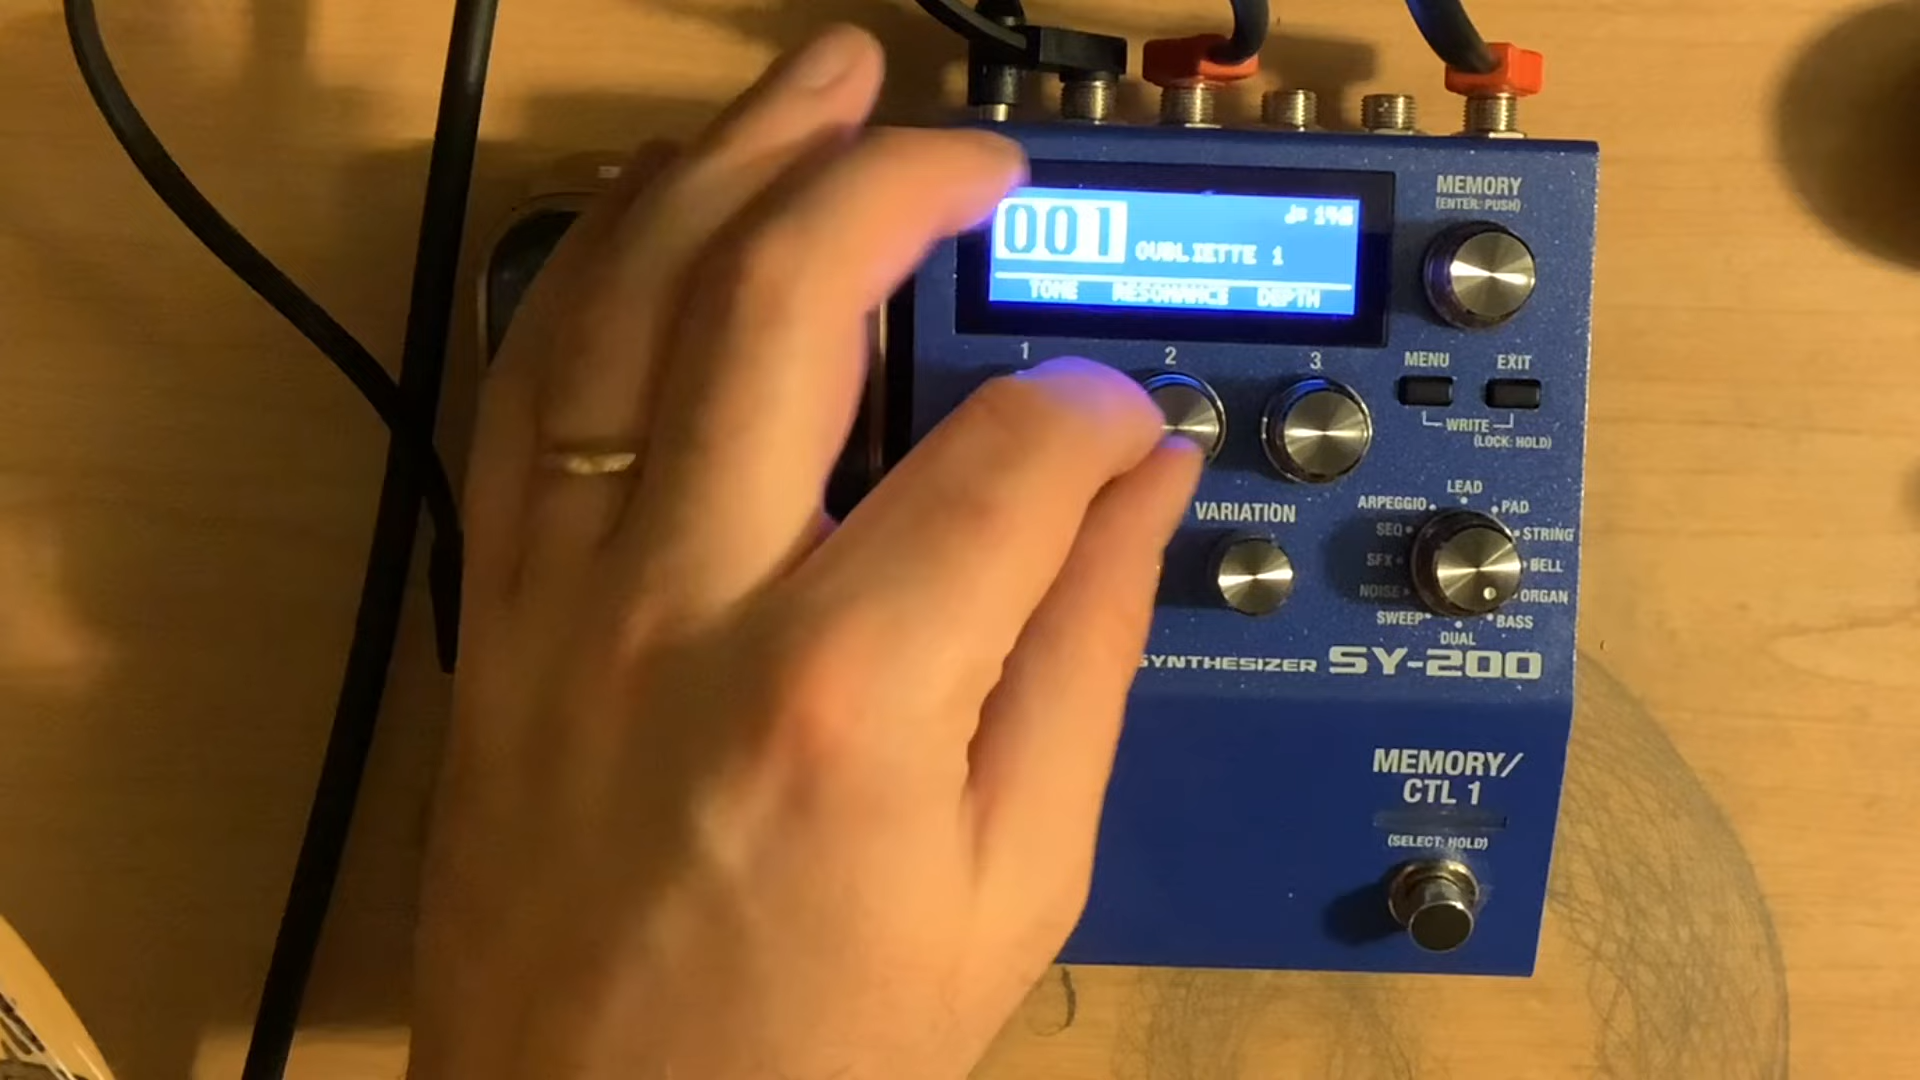 MEMORY
(ENTER: PUSH)
001
OUBLIETTE 1
TONE RESONANCE DEPTH
1 2 3
MENU EXIT
WRITE
(LOCK: HOLD)
VARIATION
LEAD
ARPEGGIO PAD
SEQ STRING
SFX BELL
NOISE ORGAN
SWEEP BASS
DUAL
SYNTHESIZER SY-200
MEMORY/
CTL 1
(SELECT: HOLD)